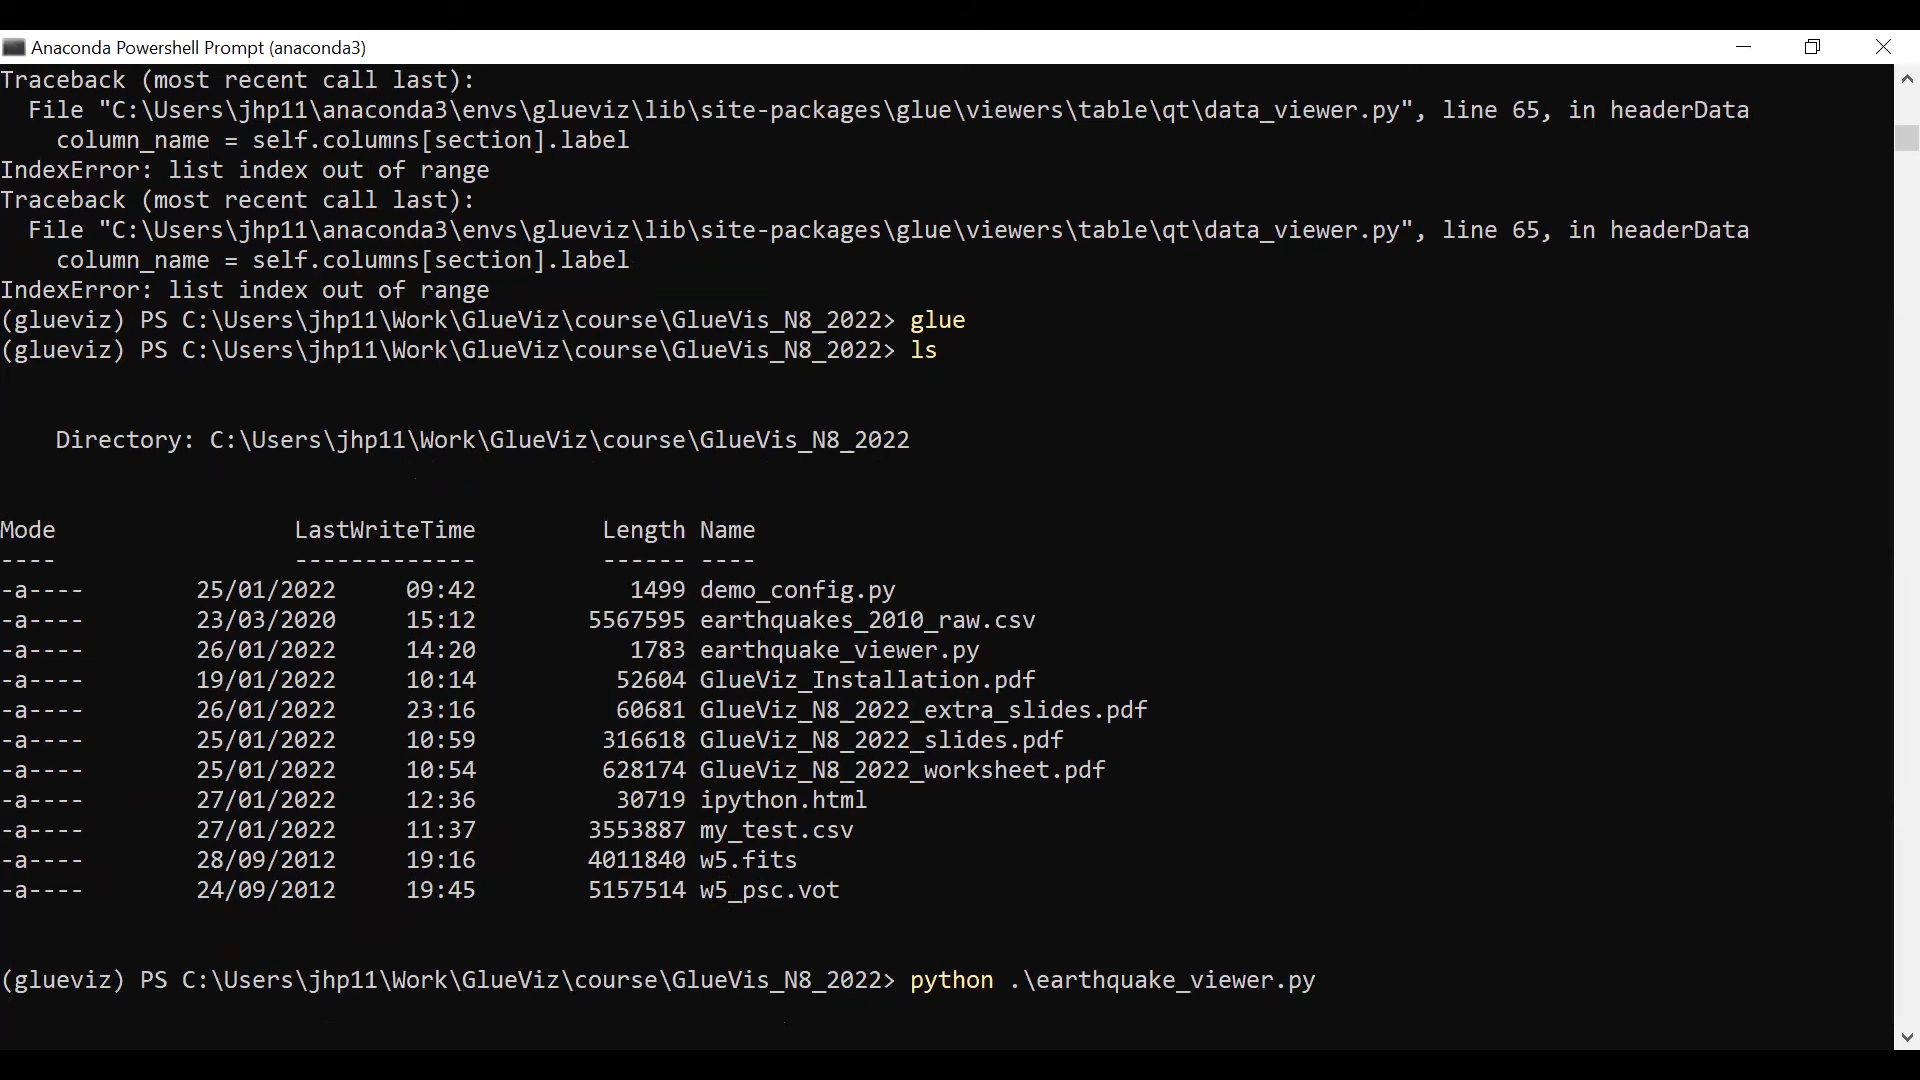 Anaconda Powershell Prompt (anaconda3)
Traceback (most recent call last):
  File "C:\Users\jhp11\anaconda3\envs\glueviz\lib\site-packages\glue\viewers\table\qt\data_viewer.py", line 65, in headerData
    column_name = self.columns[section].label
IndexError: list index out of range
Traceback (most recent call last):
  File "C:\Users\jhp11\anaconda3\envs\glueviz\lib\site-packages\glue\viewers\table\qt\data_viewer.py", line 65, in headerData
    column_name = self.columns[section].label
IndexError: list index out of range
(glueviz) PS C:\Users\jhp11\Work\GlueViz\course\GlueVis_N8_2022> glue
(glueviz) PS C:\Users\jhp11\Work\GlueViz\course\GlueVis_N8_2022> ls
    Directory: C:\Users\jhp11\Work\GlueViz\course\GlueVis_N8_2022
Mode                 LastWriteTime         Length Name
----                 -------------         ------ ----
-a----        25/01/2022     09:42           1499 demo_config.py
-a----        23/03/2020     15:12        5567595 earthquakes_2010_raw.csv
-a----        26/01/2022     14:20           1783 earthquake_viewer.py
-a----        19/01/2022     10:14          52604 GlueViz_Installation.pdf
-a----        26/01/2022     23:16          60681 GlueViz_N8_2022_extra_slides.pdf
-a----        25/01/2022     10:59         316618 GlueViz_N8_2022_slides.pdf
-a----        25/01/2022     10:54         628174 GlueViz_N8_2022_worksheet.pdf
-a----        27/01/2022     12:36          30719 ipython.html
-a----        27/01/2022     11:37        3553887 my_test.csv
-a----        28/09/2012     19:16        4011840 w5.fits
-a----        24/09/2012     19:45        5157514 w5_psc.vot
(glueviz) PS C:\Users\jhp11\Work\GlueViz\course\GlueVis_N8_2022> python .\earthquake_viewer.py